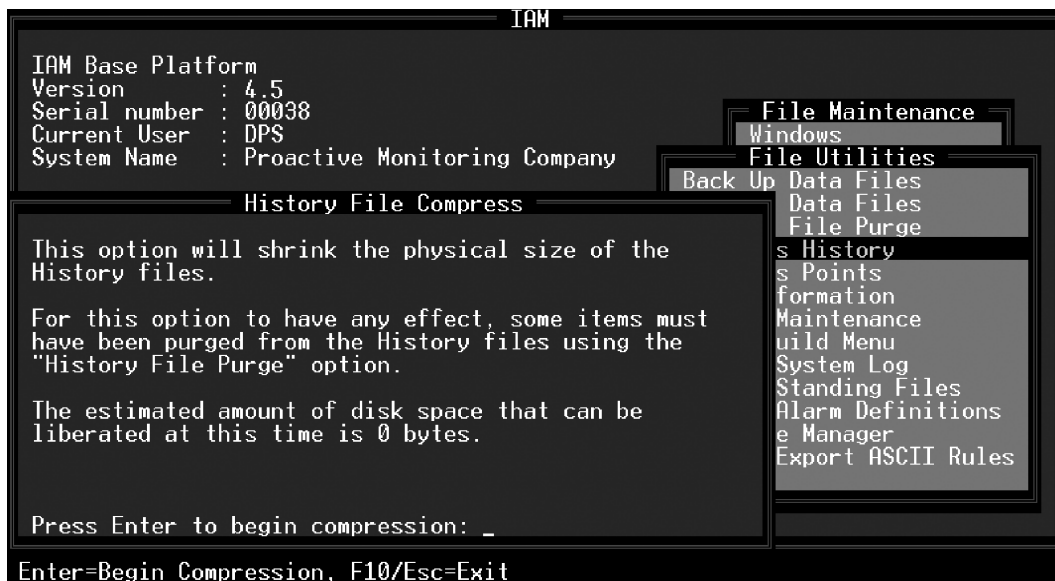 IAM
IAM Base Platform
Version : 4.5
Serial number : 00038
Current User : DPS
System Name : Proactive Monitoring Company
File Maintenance
Windows
File Utilities
Back Up Data Files
Data Files
File Purge
s History
s Points
formation
Maintenance
uild Menu
System Log
Standing Files
Alarm Definitions
e Manager
Export ASCII Rules
History File Compress
This option will shrink the physical size of the
History files.
For this option to have any effect, some items must
have been purged from the History files using the
"History File Purge" option.
The estimated amount of disk space that can be
liberated at this time is 0 bytes.
Press Enter to begin compression: _
Enter=Begin Compression, F10/Esc=Exit